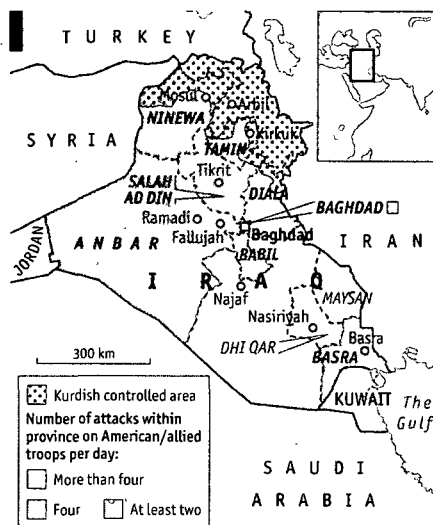 TURKEY
Mosul
Arbil
NINEWA
Kirkuk
SYRIA
TAMIN
Tikrit
SALAH
AD DIN
DIALA
BAGHDAD
Ramadi
ANBAR
Fallujah
Baghdad
IRAN
JORDAN
BABIL
IRAQ
Najaf
MAYSAN
Nasiriyah
DHI QAR
Basra
BASRA
300 km
KUWAIT
The
Gulf
Kurdish controlled area
Number of attacks within
province on American/allied
troops per day:
More than four
Four
At least two
SAUDI
ARABIA